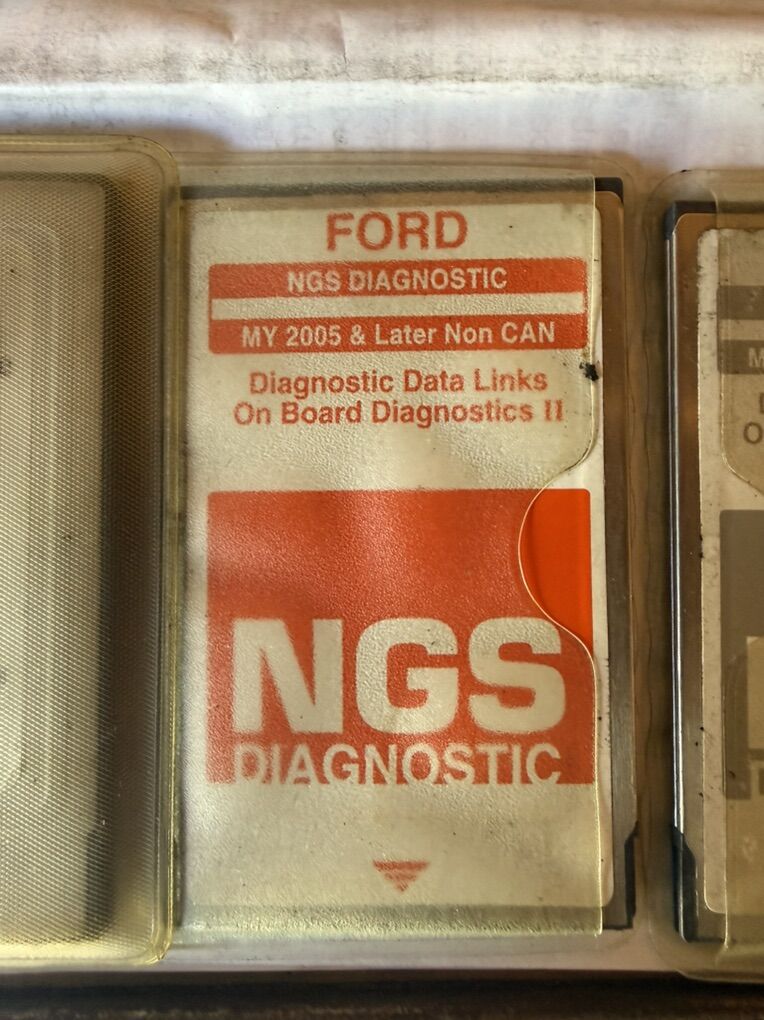 FORD
NGS DIAGNOSTIC
MY 2005 & Later Non CAN
Diagnostic Data Links
On Board Diagnostics II
NGS
DIAGNOSTIC